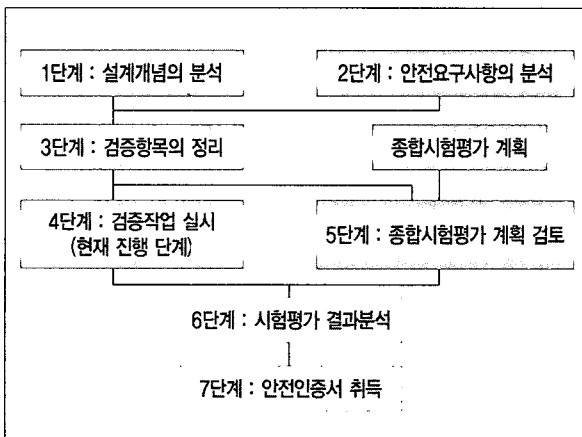 1단계 : 설계개념의 분석
2단계 : 안전요구사항의 분석
3단계 : 검증항목의 정리
종합시험평가 계획
4단계 : 검증작업 실시
(현재 진행 단계)
5단계 : 종합시험평가 계획 검토
6단계 : 시험평가 결과분석
7단계 : 안전인증서 취득